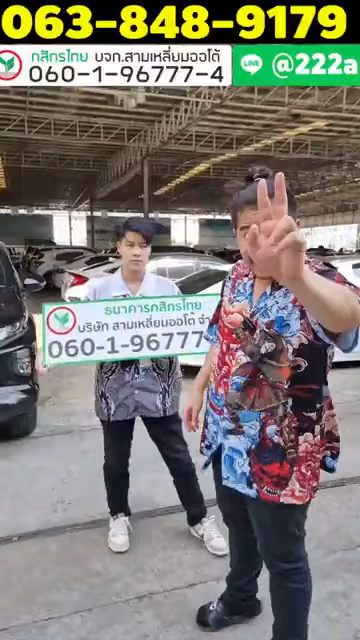 063-848-9179
กสิกรไทย บจก.สามเหลี่ยมออโต้
060-1-96777-4
LINE @222a
ธนาคารกสิกรไทย
บริษัท สามเหลี่ยมออโต้ จำ
060-1-96777